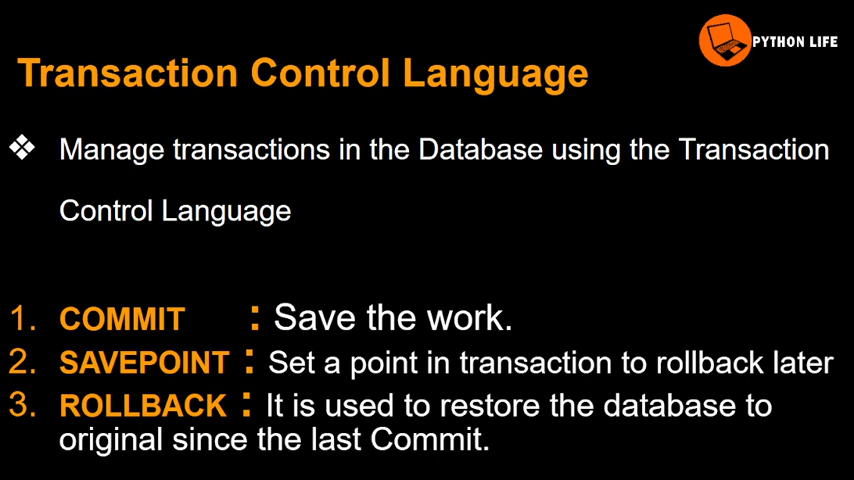 PYTHON LIFE
Transaction Control Language
❖ Manage transactions in the Database using the Transaction
Control Language
1. COMMIT : Save the work.
2. SAVEPOINT : Set a point in transaction to rollback later
3. ROLLBACK : It is used to restore the database to
original since the last Commit.